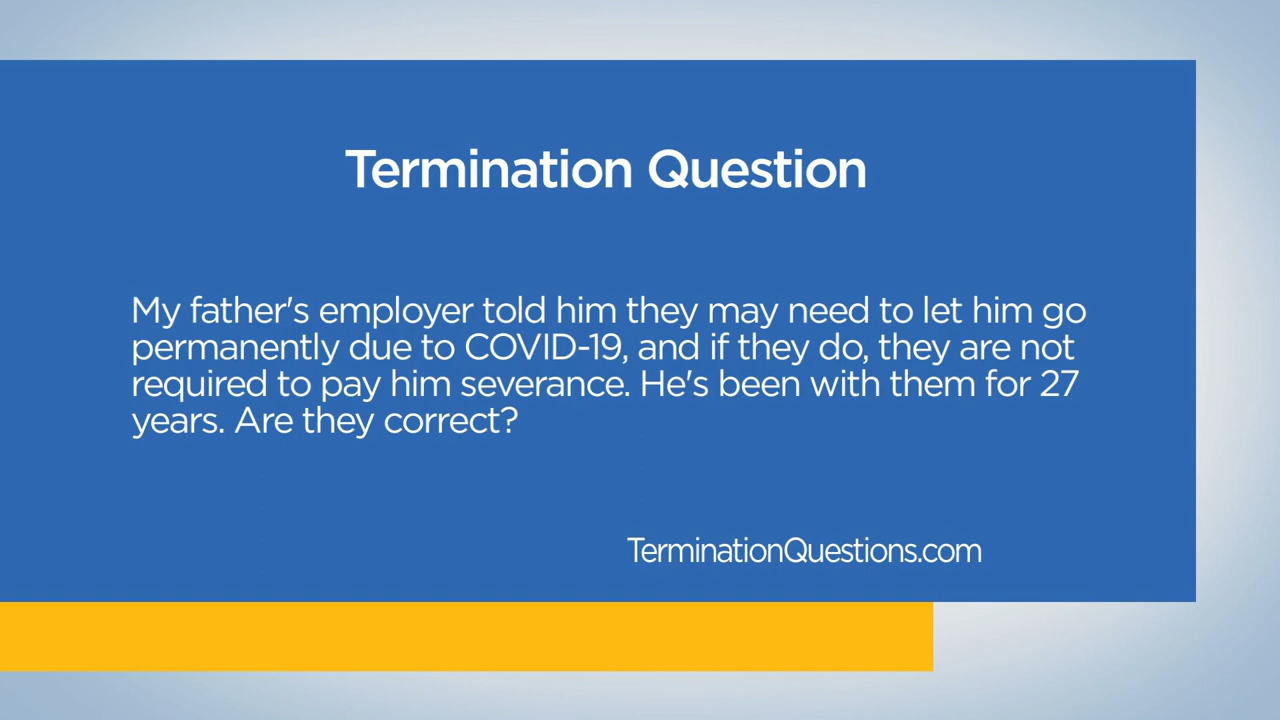 Termination Question
My father's employer told him they may need to let him go
permanently due to COVID-19, and if they do, they are not
required to pay him severance. He's been with them for 27
years. Are they correct?
TerminationQuestions.com